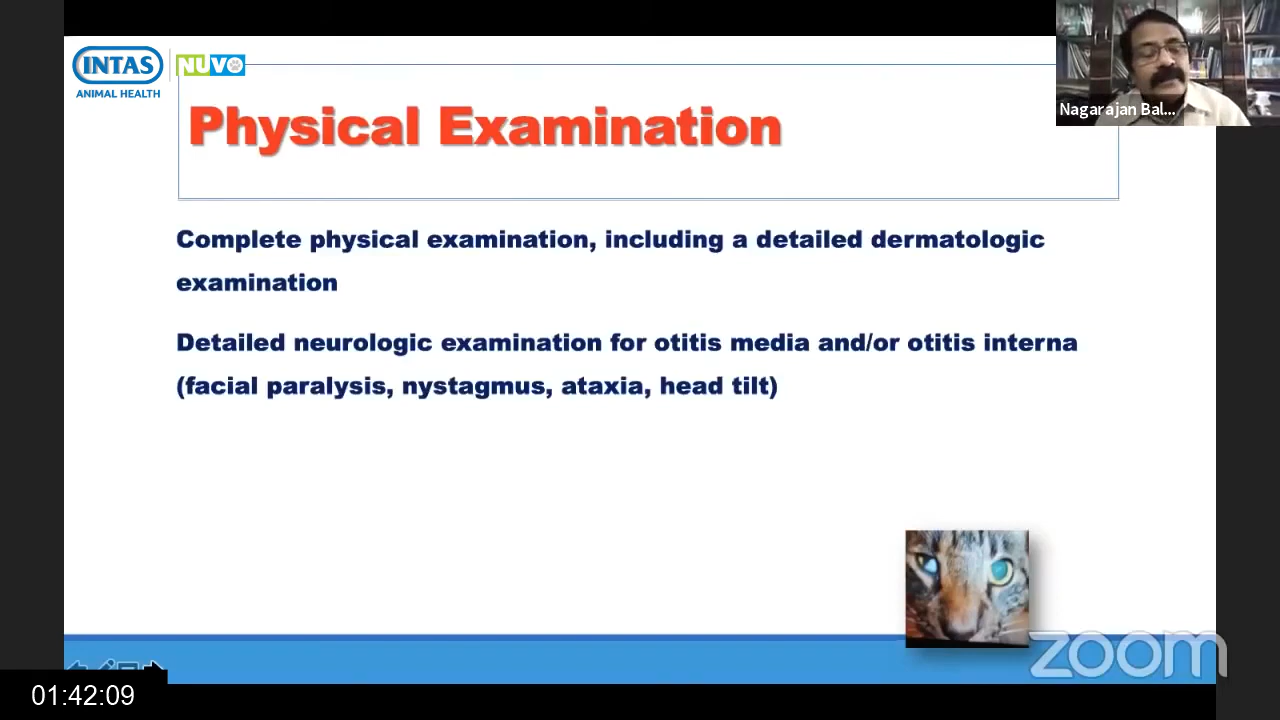 INTAS
NUVO
ANIMAL HEALTH
Nagarajan Bal...
Physical Examination
Complete physical examination, including a detailed dermatologic
examination
Detailed neurologic examination for otitis media and/or otitis interna
(facial paralysis, nystagmus, ataxia, head tilt)
zoom
01:42:09